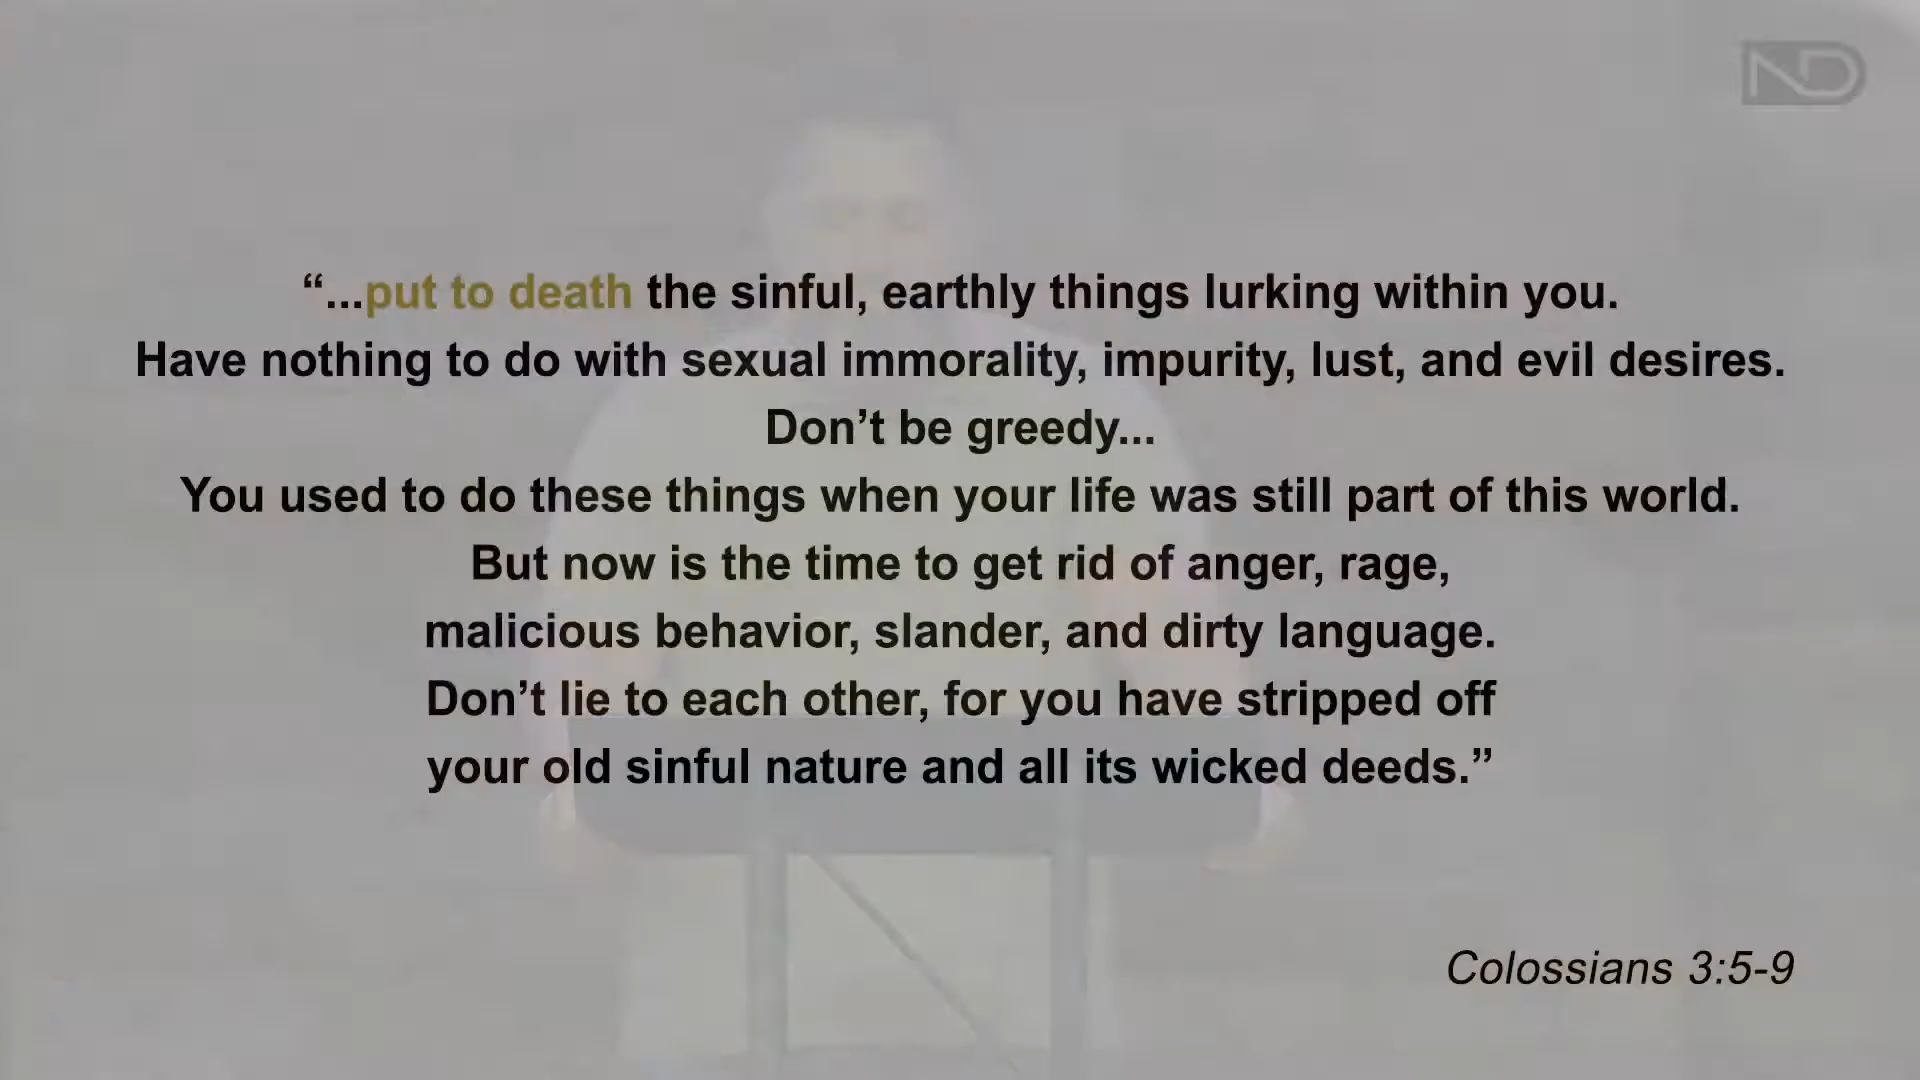 ND
“...put to death the sinful, earthly things lurking within you.
Have nothing to do with sexual immorality, impurity, lust, and evil desires.
Don’t be greedy...
You used to do these things when your life was still part of this world.
But now is the time to get rid of anger, rage,
malicious behavior, slander, and dirty language.
Don’t lie to each other, for you have stripped off
your old sinful nature and all its wicked deeds.”
Colossians 3:5-9